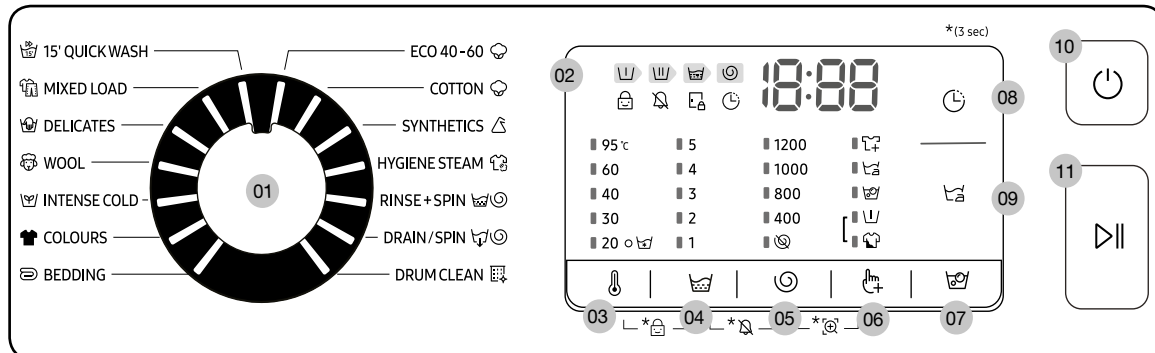 *(3 sec)
15' QUICK WASH
MIXED LOAD
DELICATES
WOOL
INTENSE COLD
COLOURS
BEDDING
ECO 40-60
COTTON
SYNTHETICS
HYGIENE STEAM
RINSE+SPIN
DRAIN/SPIN
DRUM CLEAN
01
02
18:88
95 ℃ 5 1200
60 4 1000
40 3 800
30 2 400
20 1
03 04 05 06 07
* * *
08
09
10
11